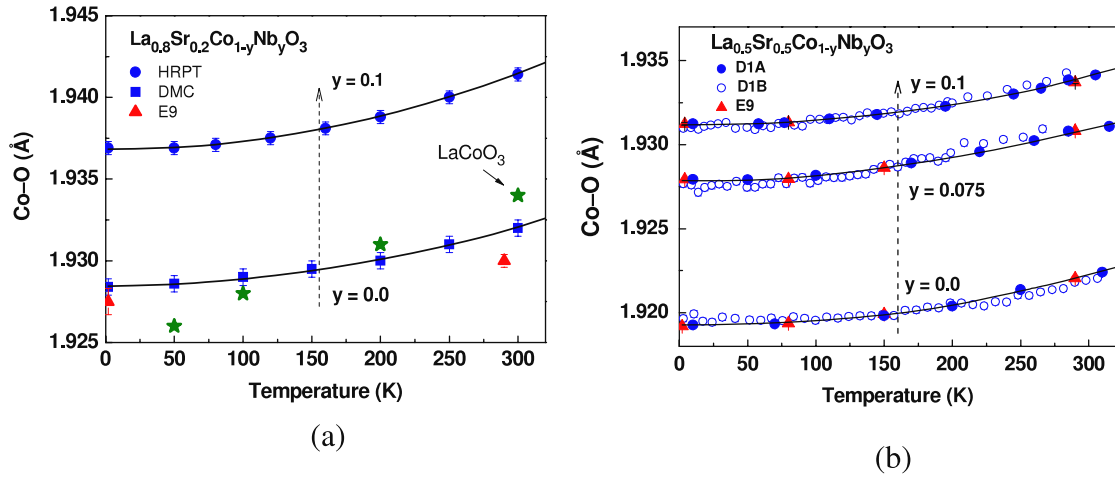 1.945
1.940
1.935
1.930
1.925
Co–O (Å)
La0.8Sr0.2Co1-yNbyO3
HRPT
DMC
E9
y = 0.1
LaCoO3
y = 0.0
0 50 100 150 200 250 300
Temperature (K)
(a)
1.935
1.930
1.925
1.920
Co–O (Å)
La0.5Sr0.5Co1-yNbyO3
D1A
D1B
E9
y = 0.1
y = 0.075
y = 0.0
0 50 100 150 200 250 300
Temperature (K)
(b)